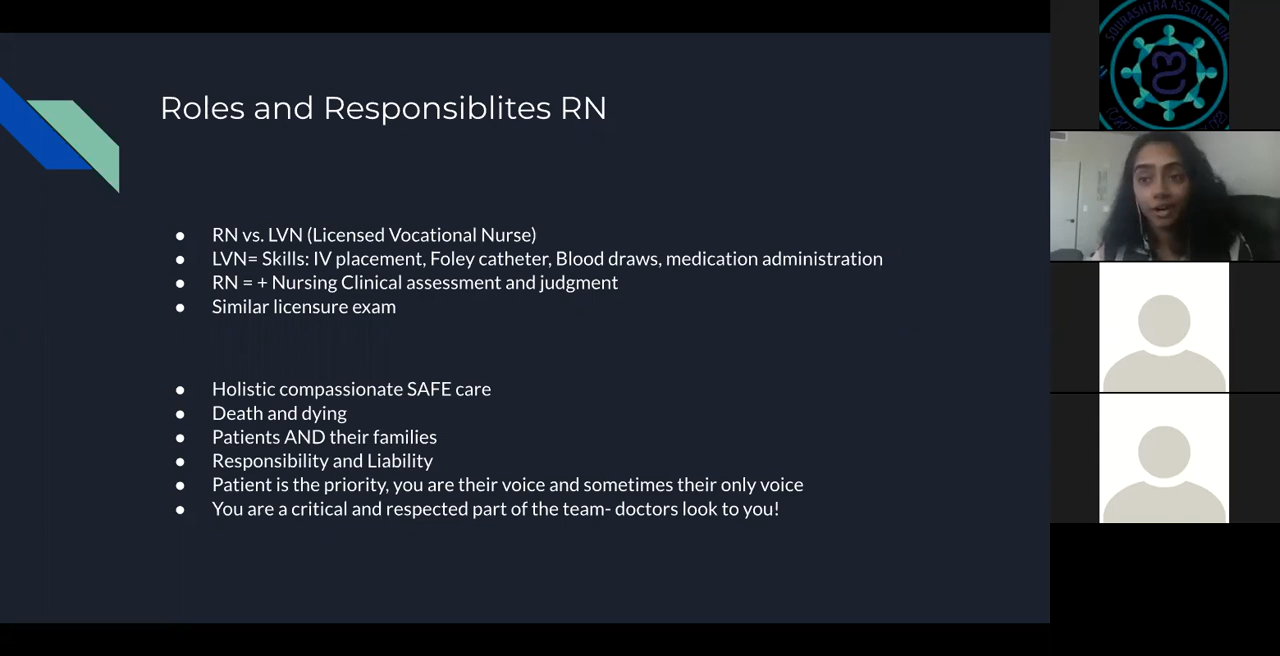 Roles and Responsiblites RN
● RN vs. LVN (Licensed Vocational Nurse)
● LVN= Skills: IV placement, Foley catheter, Blood draws, medication administration
● RN = + Nursing Clinical assessment and judgment
● Similar licensure exam
● Holistic compassionate SAFE care
● Death and dying
● Patients AND their families
● Responsibility and Liability
● Patient is the priority, you are their voice and sometimes their only voice
● You are a critical and respected part of the team- doctors look to you!
SOURASHTRA ASSOCIATION